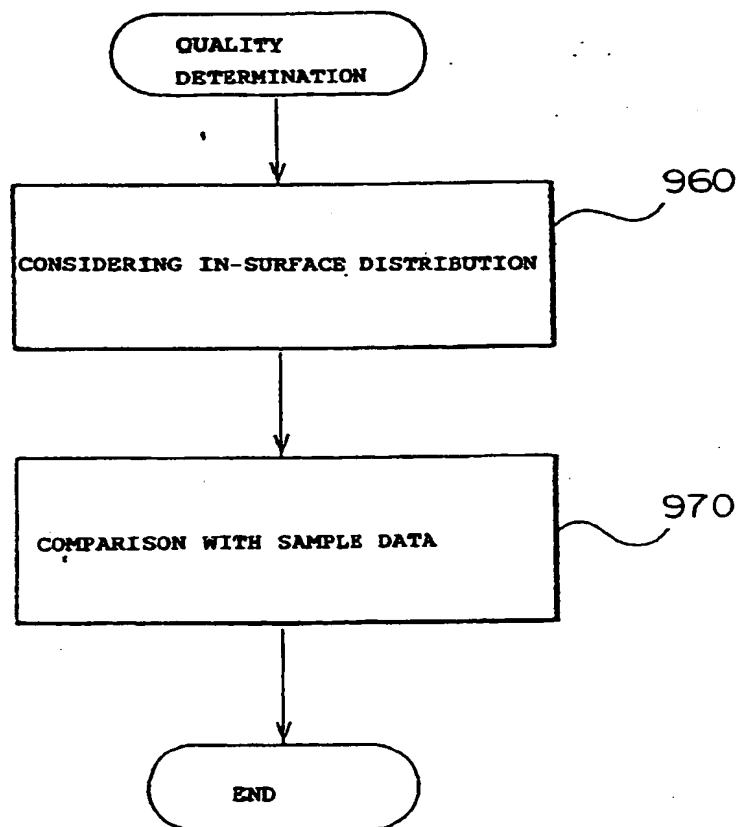 QUALITY
DETERMINATION
960
CONSIDERING IN-SURFACE DISTRIBUTION
970
COMPARISON WITH SAMPLE DATA
END